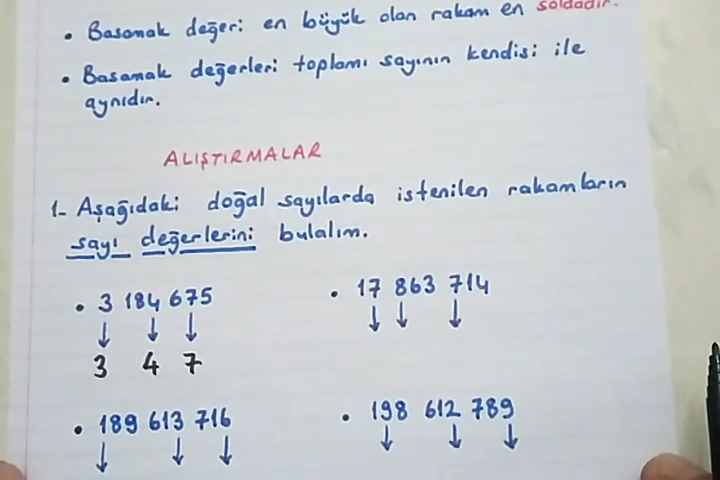 • Basamak değeri en büyük olan rakam en soldadır.
• Basamak değerleri toplamı sayının kendisi ile
aynıdır.
ALIŞTIRMALAR
1- Aşağıdaki doğal sayılarda istenilen rakamların
sayı değerlerini bulalım.
• 3 184 675
↓ ↓ ↓
3 4 7
• 17 863 714
↓ ↓ ↓
• 189 613 716
↓ ↓ ↓
• 198 612 789
↓ ↓ ↓